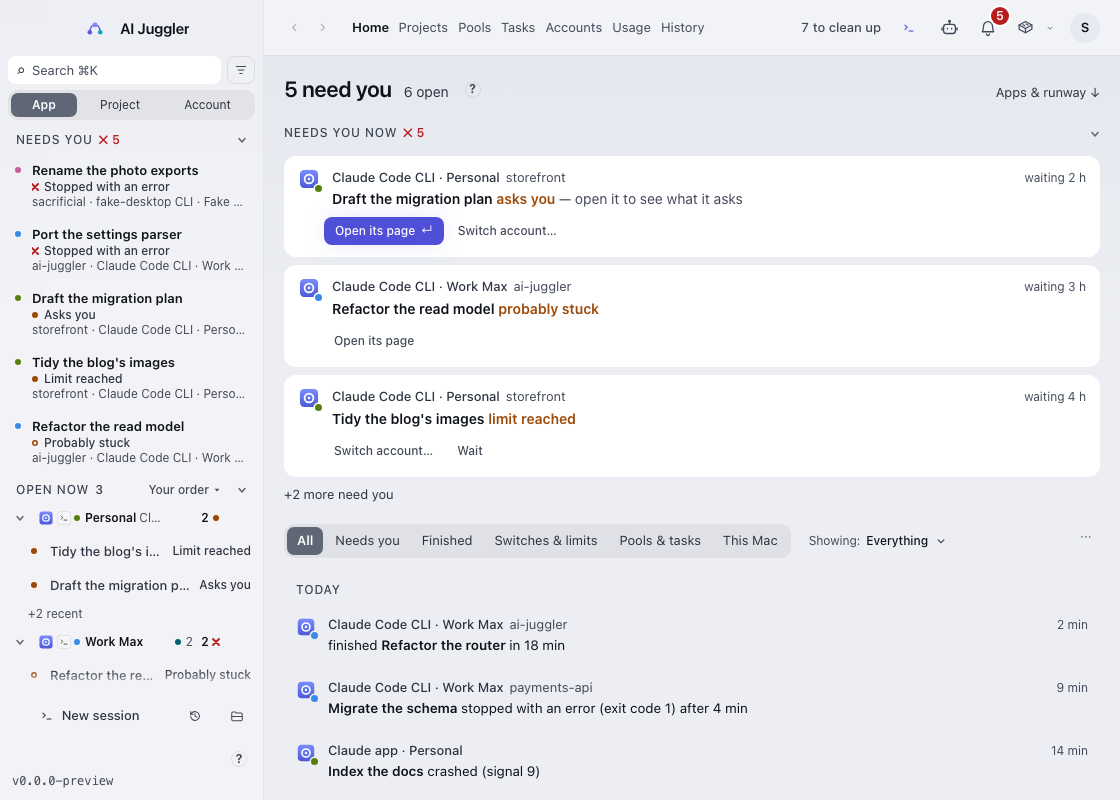 AI Juggler
Search ⌘K
App Project Account
NEEDS YOU ✕ 5
Rename the photo exports
Stopped with an error
sacrificial · fake-desktop CLI · Fake ...
Port the settings parser
Stopped with an error
ai-juggler · Claude Code CLI · Work ...
Draft the migration plan
Asks you
storefront · Claude Code CLI · Perso...
Tidy the blog's images
Limit reached
storefront · Claude Code CLI · Perso...
Refactor the read model
Probably stuck
ai-juggler · Claude Code CLI · Work ...
OPEN NOW 3 Your order
Personal Cl... 2
Tidy the blog's i... Limit reached
Draft the migration p... Asks you
+2 recent
Work Max 2 2
Refactor the re... Probably stuck
New session
?
v0.0.0-preview
Home Projects Pools Tasks Accounts Usage History 7 to clean up 5 S
5 need you 6 open ? Apps & runway ↓
NEEDS YOU NOW ✕ 5
Claude Code CLI · Personal storefront waiting 2 h
Draft the migration plan asks you — open it to see what it asks
Open its page ↵ Switch account...
Claude Code CLI · Work Max ai-juggler waiting 3 h
Refactor the read model probably stuck
Open its page
Claude Code CLI · Personal storefront waiting 4 h
Tidy the blog's images limit reached
Switch account... Wait
+2 more need you
All Needs you Finished Switches & limits Pools & tasks This Mac Showing: Everything ...
TODAY
Claude Code CLI · Work Max ai-juggler 2 min
finished Refactor the router in 18 min
Claude Code CLI · Work Max payments-api 9 min
Migrate the schema stopped with an error (exit code 1) after 4 min
Claude app · Personal 14 min
Index the docs crashed (signal 9)